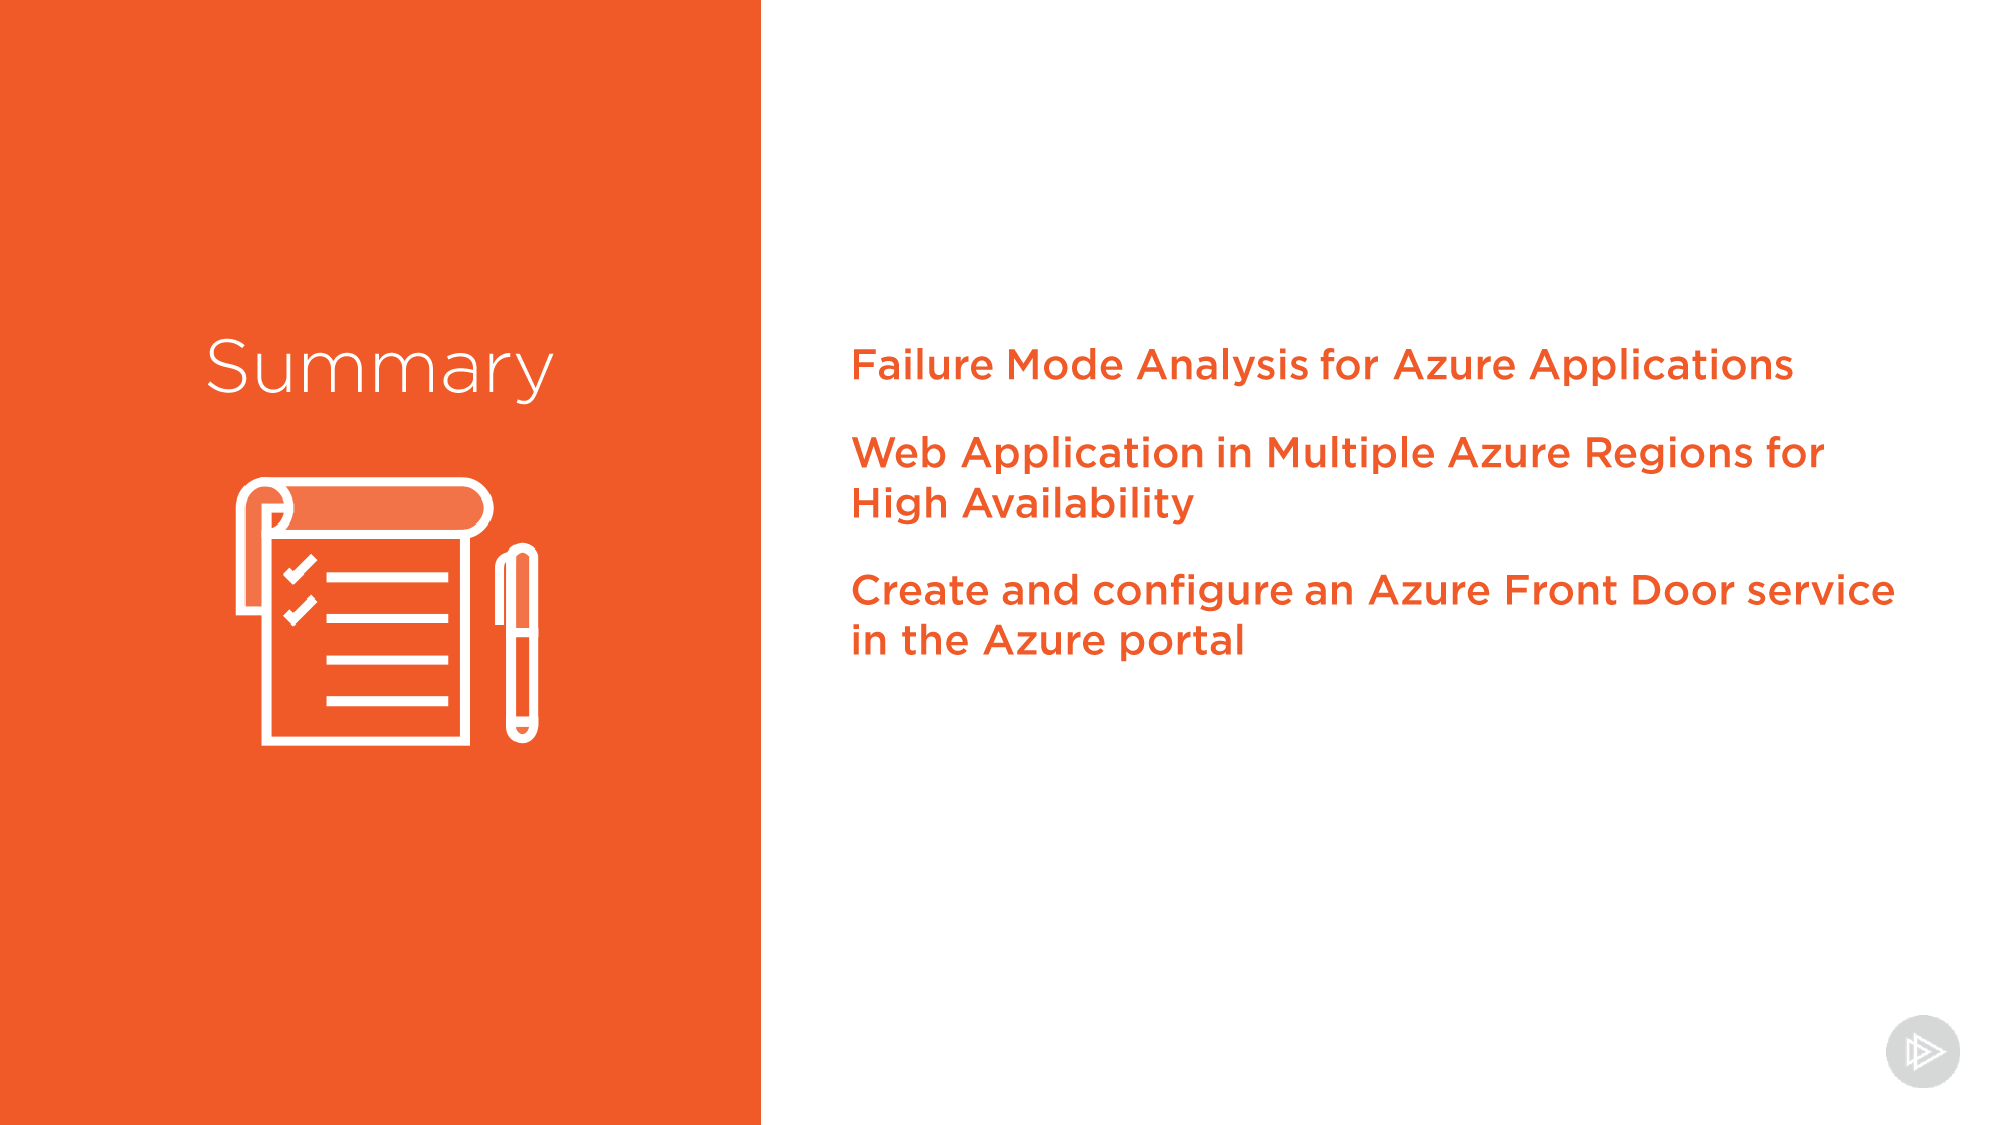 Summary
Failure Mode Analysis for Azure Applications
Web Application in Multiple Azure Regions for
High Availability
Create and configure an Azure Front Door service
in the Azure portal